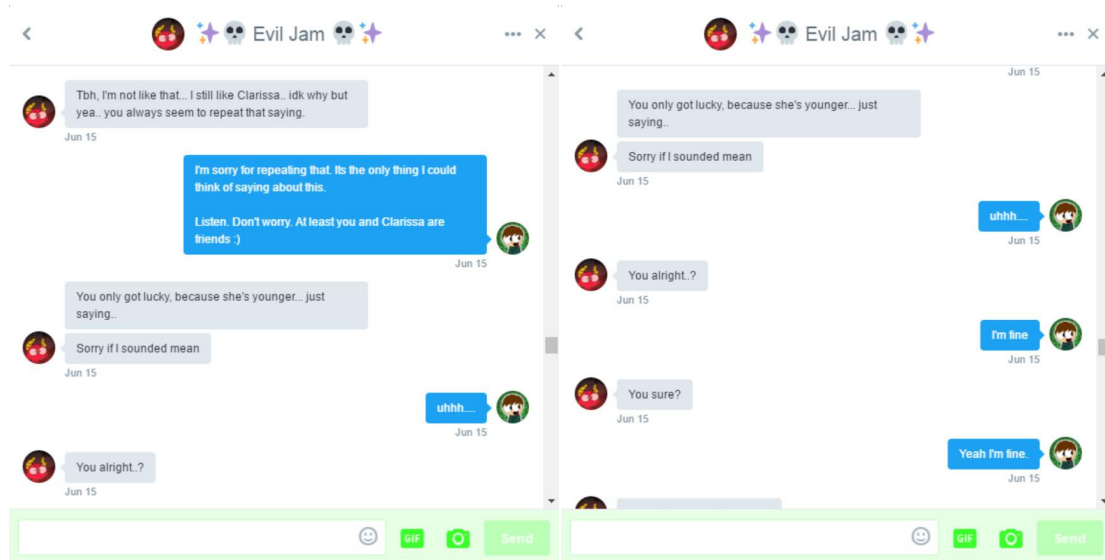 Evil Jam
Tbh, I'm not like that... I still like Clarissa.. idk why but
yea.. you always seem to repeat that saying.
Jun 15
I'm sorry for repeating that. Its the only thing I could
think of saying about this.
Listen. Don't worry. At least you and Clarissa are
friends :)
Jun 15
You only got lucky, because she's younger... just
saying..
Sorry if I sounded mean
Jun 15
uhhh....
Jun 15
You alright..?
Jun 15
GIF
Send
Evil Jam
Jun 15
You only got lucky, because she's younger... just
saying..
Sorry if I sounded mean
Jun 15
uhhh....
Jun 15
You alright..?
Jun 15
I'm fine
Jun 15
You sure?
Jun 15
Yeah I'm fine.
Jun 15
GIF
Send